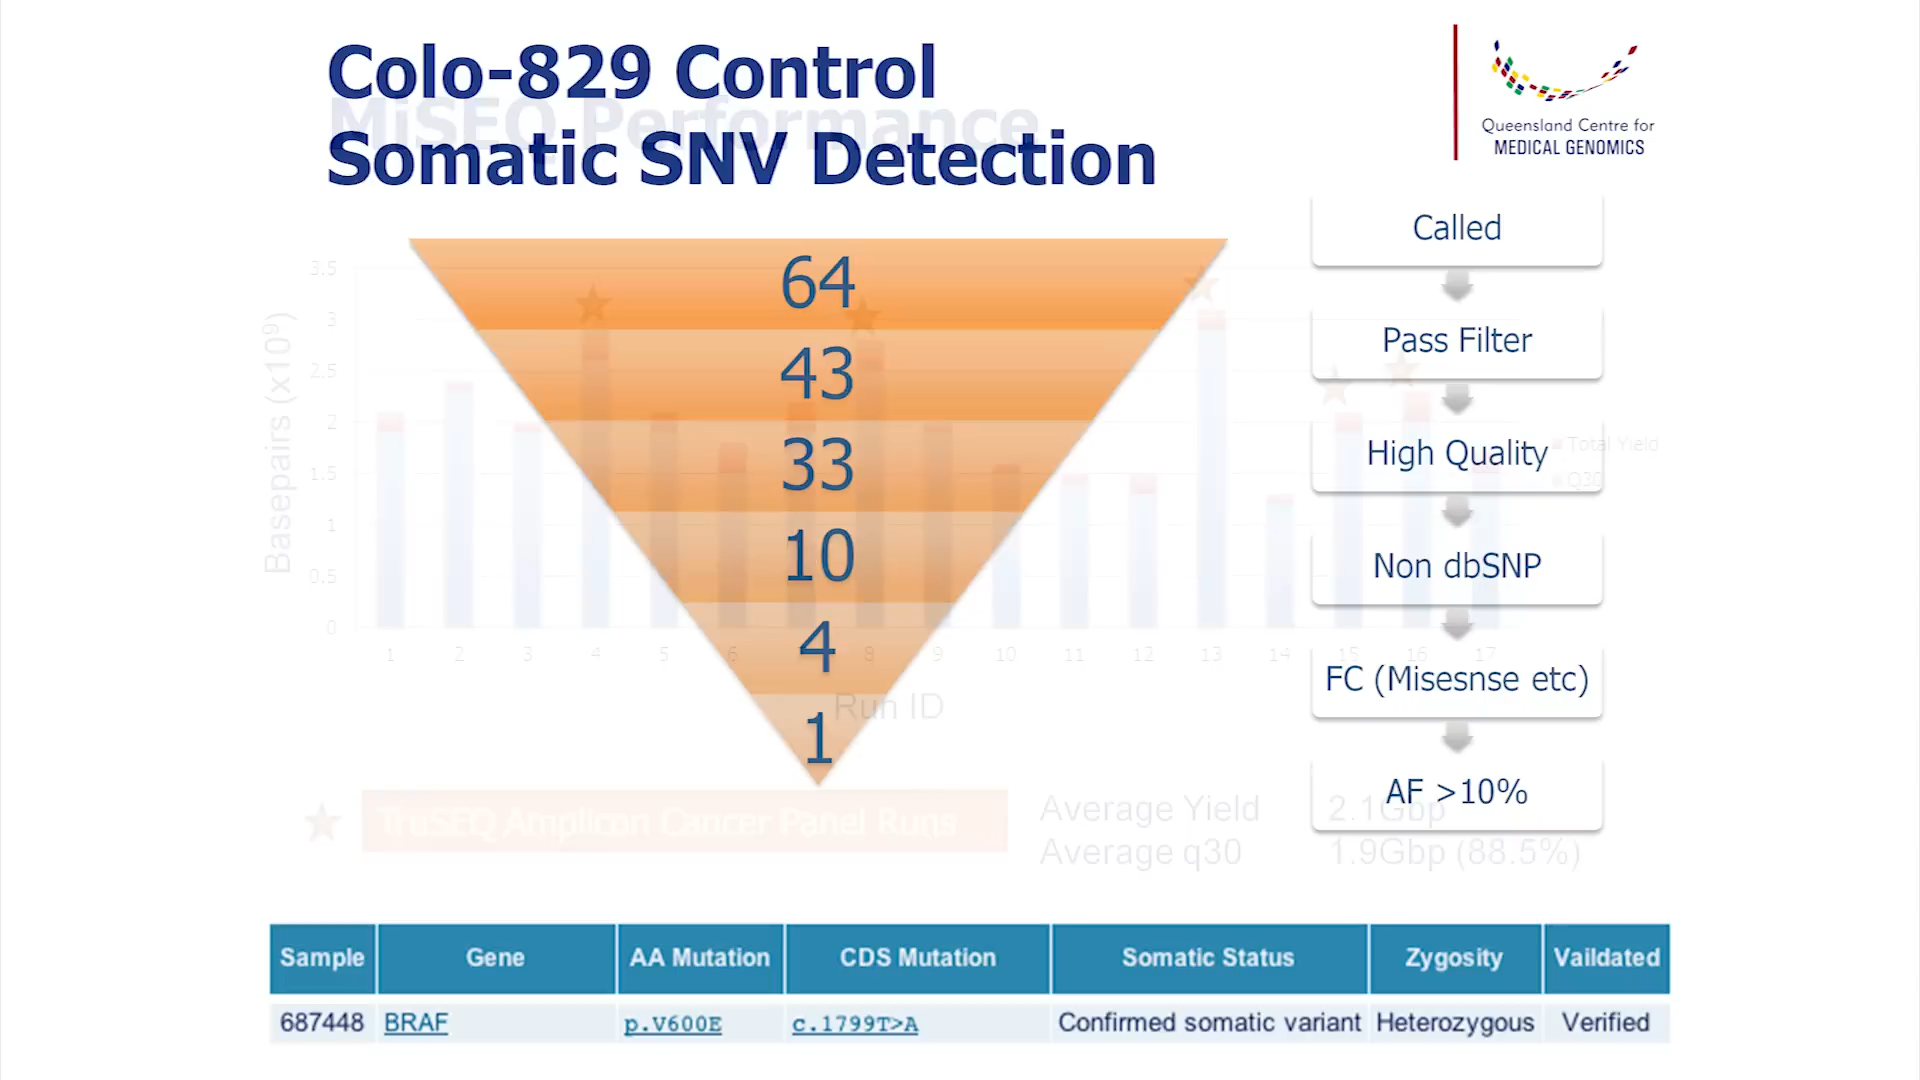 Colo-829 Control
MiSEQ Performance
Somatic SNV Detection
Queensland Centre for
MEDICAL GENOMICS
64
43
33
10
4
1
Called
Pass Filter
High Quality
Non dbSNP
FC (Misesnse etc)
AF >10%
Basepairs (x10⁹)
3.5
3
2.5
2
1.5
1
0.5
0
1 2 3 4 5 6 7 8 9 10 11 12 13 14 15 16 17
Run ID
Total Yield
Q30
TruSEQ Amplicon Cancer Panel Runs
Average Yield 2.1Gbp
Average q30 1.9Gbp (88.5%)
Sample Gene AA Mutation CDS Mutation Somatic Status Zygosity Vaildated
687448 BRAF p.V600E c.1799T>A Confirmed somatic variant Heterozygous Verified